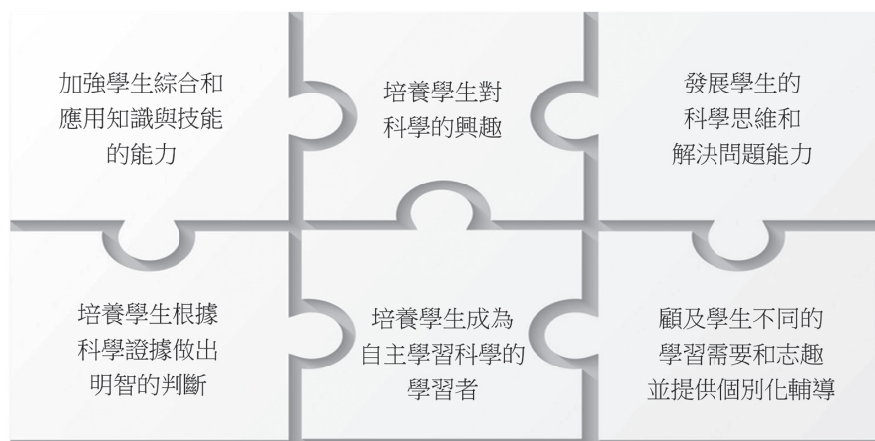 加強學生綜合和
應用知識與技能
的能力
培養學生對
科學的興趣
發展學生的
科學思維和
解決問題能力
培養學生根據
科學證據做出
明智的判斷
培養學生成為
自主學習科學的
學習者
顧及學生不同的
學習需要和志趣
並提供個別化輔導